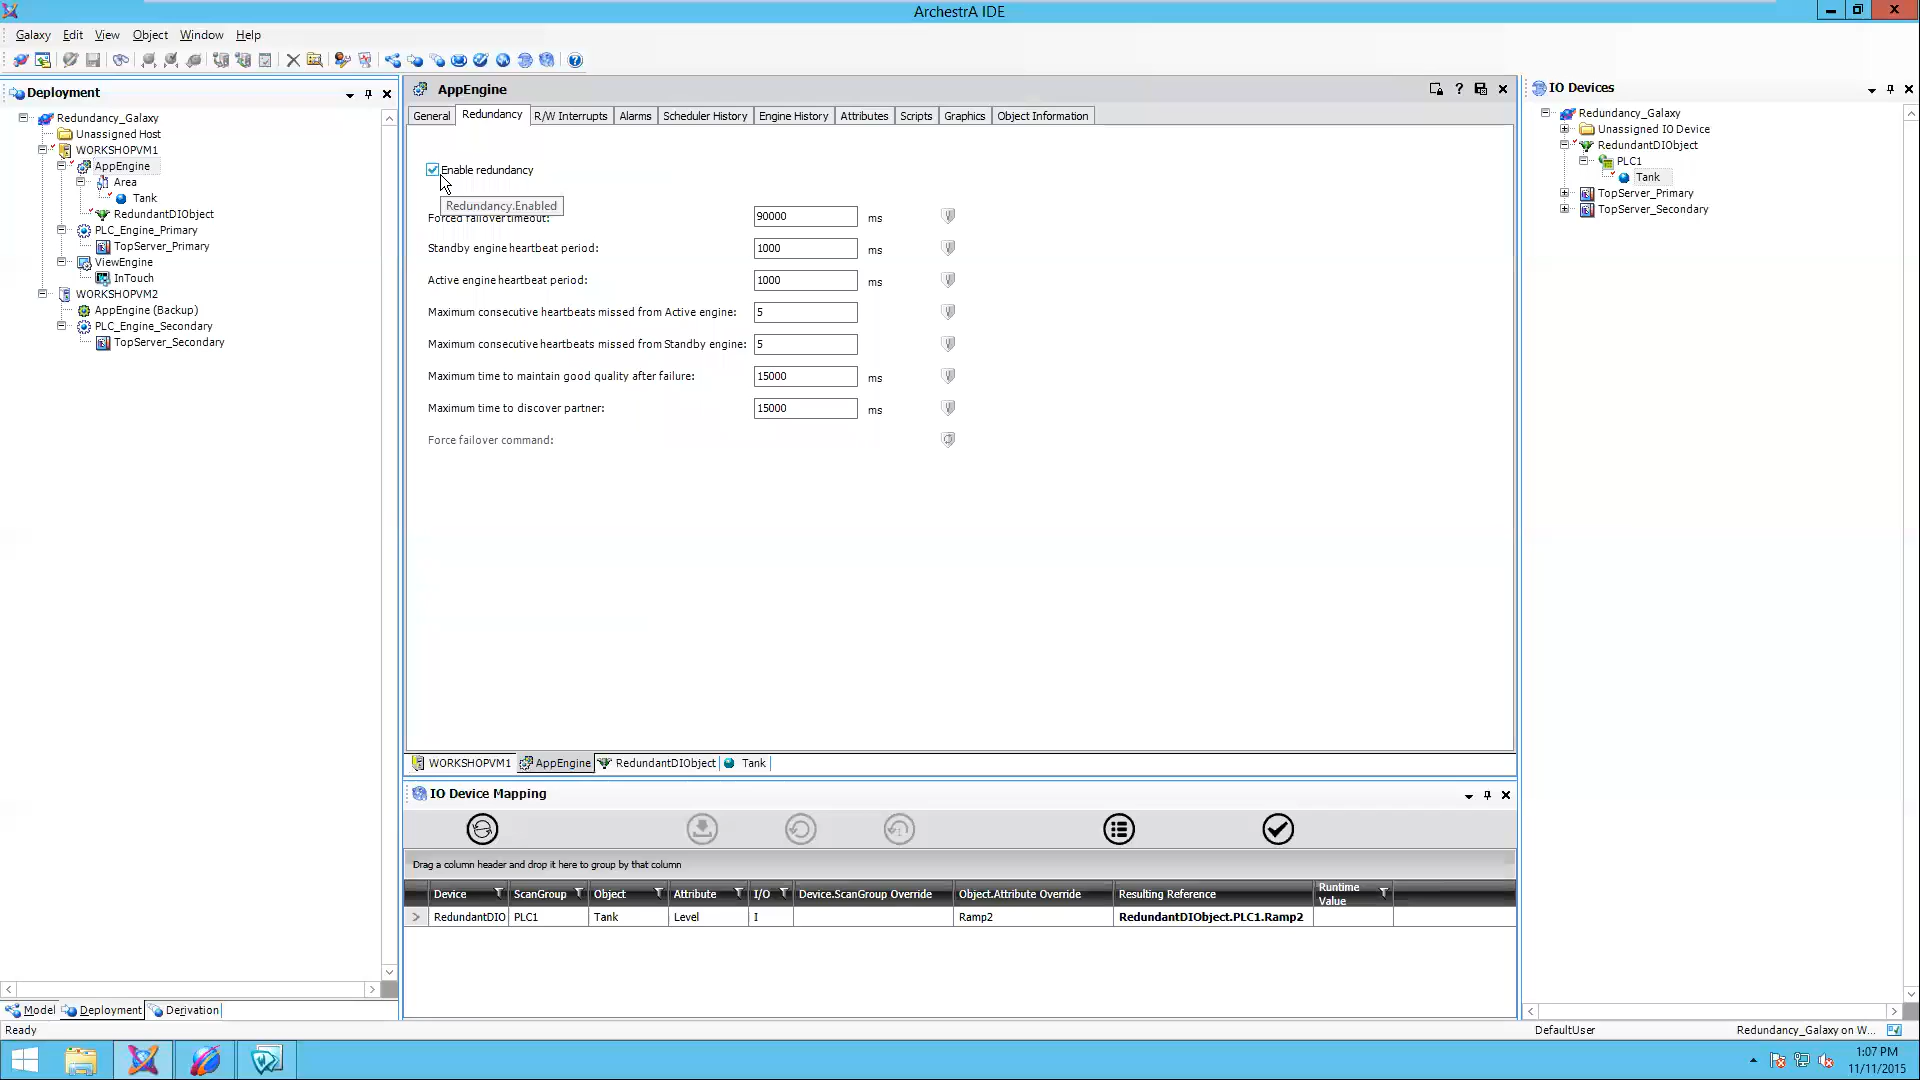 ArchestrA IDE
Galaxy Edit View Object Window Help
Deployment
Redundancy_Galaxy
Unassigned Host
WORKSHOPVM1
AppEngine
Area
Tank
RedundantDIObject
PLC_Engine_Primary
TopServer_Primary
ViewEngine
InTouch
WORKSHOPVM2
AppEngine (Backup)
PLC_Engine_Secondary
TopServer_Secondary
Model Deployment Derivation
AppEngine
General Redundancy R/W Interrupts Alarms Scheduler History Engine History Attributes Scripts Graphics Object Information
Enable redundancy
Redundancy.Enabled
Forced failover timeout: 90000 ms
Standby engine heartbeat period: 1000 ms
Active engine heartbeat period: 1000 ms
Maximum consecutive heartbeats missed from Active engine: 5
Maximum consecutive heartbeats missed from Standby engine: 5
Maximum time to maintain good quality after failure: 15000 ms
Maximum time to discover partner: 15000 ms
Force failover command:
WORKSHOPVM1 AppEngine RedundantDIObject Tank
IO Device Mapping
Drag a column header and drop it here to group by that column
Device ScanGroup Object Attribute I/O Device.ScanGroup Override Object.Attribute Override Resulting Reference Runtime Value
RedundantDIO PLC1 Tank Level I Ramp2 RedundantDIObject.PLC1.Ramp2
IO Devices
Redundancy_Galaxy
Unassigned IO Device
RedundantDIObject
PLC1
Tank
TopServer_Primary
TopServer_Secondary
Ready DefaultUser Redundancy_Galaxy on W...
1:07 PM
11/11/2015